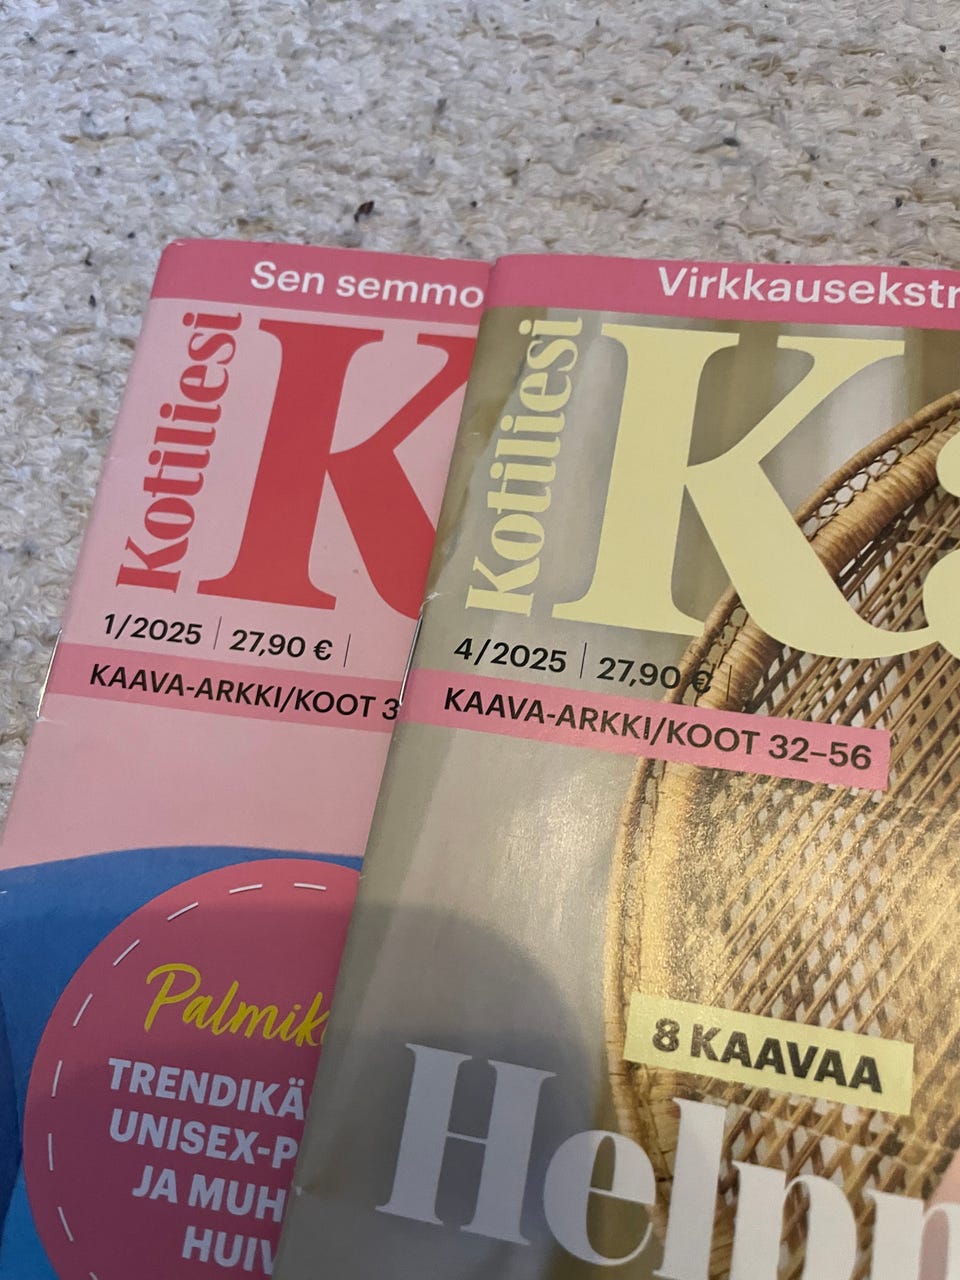 Sen semmo
Kotiliesi
K
1/2025 | 27,90 € |
KAAVA-ARKKI/KOOT 3
Palmik
TRENDIKÄ
UNISEX-P
JA MUH
HUIV
Virkkausekstr
Kotiliesi
K
4/2025 | 27,90 € |
KAAVA-ARKKI/KOOT 32–56
8 KAAVAA
Help